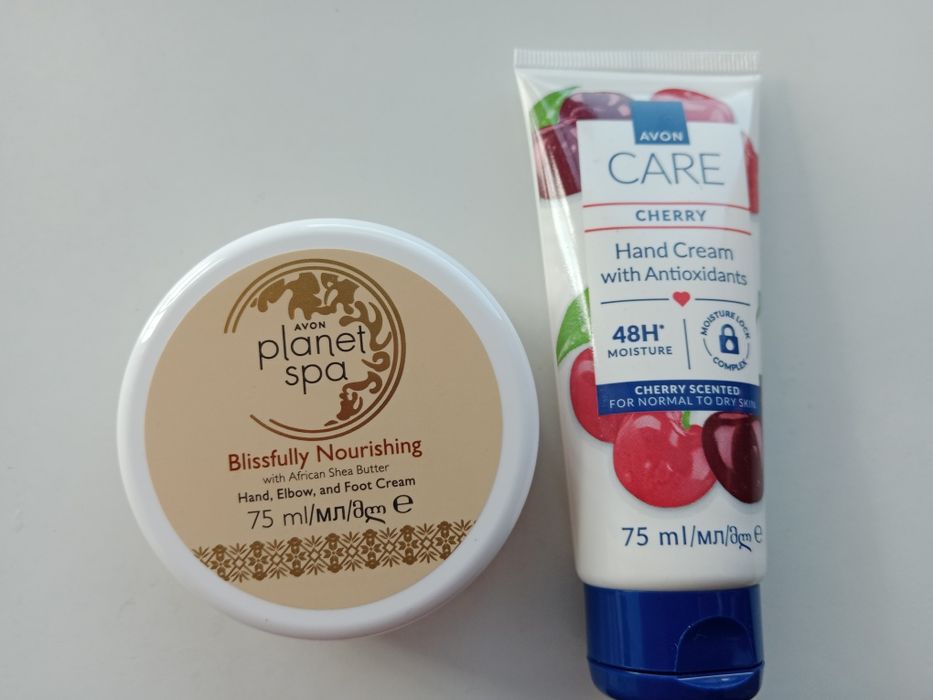 AVON
planet
spa
Blissfully Nourishing
with African Shea Butter
Hand, Elbow, and Foot Cream
75 ml/мл/მლ e
AVON
CARE
CHERRY
Hand Cream
with Antioxidants
48H*
MOISTURE
MOISTURE LOCK
COMPLEX
CHERRY SCENTED
FOR NORMAL TO DRY SKIN
75 ml/мл/მლ e